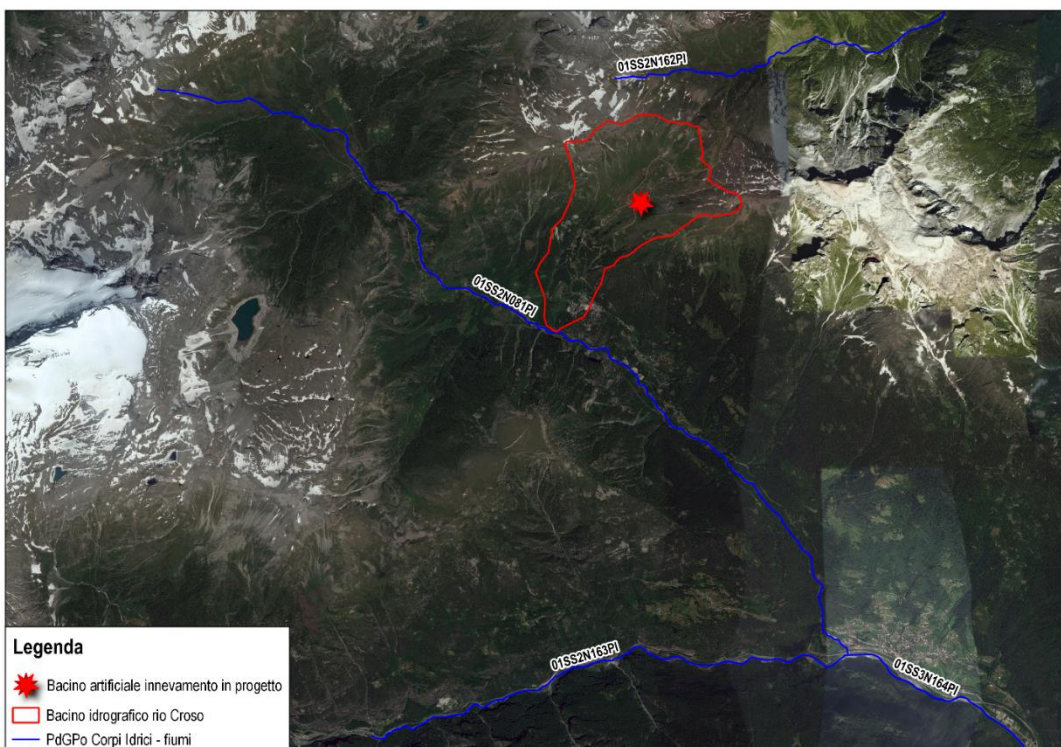 01SS2N162PI
01SS2N081PI
01SS2N163PI
01SS3N164PI
Legenda
Bacino artificiale innevamento in progetto
Bacino idrografico rio Croso
PdGPo Corpi Idrici - fiumi